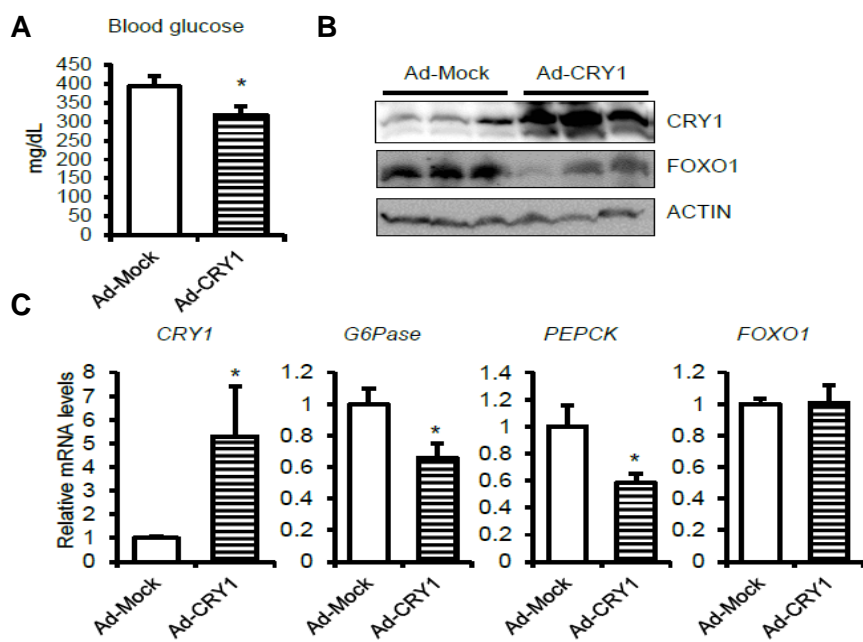 A
Blood glucose
mg/dL
450
400
350
300
250
200
150
100
50
0
*
Ad-Mock
Ad-CRY1
B
Ad-Mock Ad-CRY1
CRY1
FOXO1
ACTIN
C
CRY1
Relative mRNA levels
8
7
6
5
4
3
2
1
0
*
Ad-Mock
Ad-CRY1
G6Pase
1.2
1
0.8
0.6
0.4
0.2
0
*
Ad-Mock
Ad-CRY1
PEPCK
1.4
1.2
1
0.8
0.6
0.4
0.2
0
*
Ad-Mock
Ad-CRY1
FOXO1
1.2
1
0.8
0.6
0.4
0.2
0
Ad-Mock
Ad-CRY1